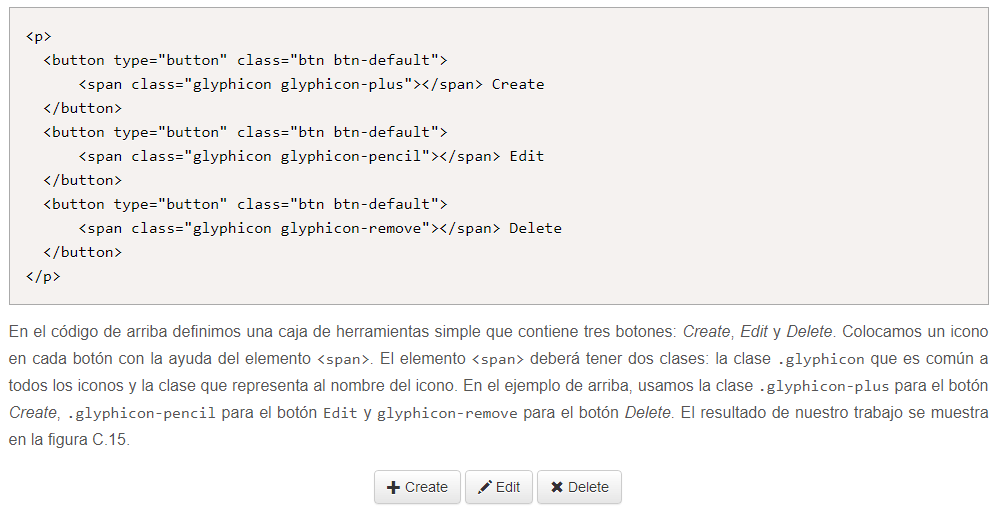 <p>
  <button type="button" class="btn btn-default">
      <span class="glyphicon glyphicon-plus"></span> Create
  </button>
  <button type="button" class="btn btn-default">
      <span class="glyphicon glyphicon-pencil"></span> Edit
  </button>
  <button type="button" class="btn btn-default">
      <span class="glyphicon glyphicon-remove"></span> Delete
  </button>
</p>
En el código de arriba definimos una caja de herramientas simple que contiene tres botones: Create, Edit y Delete. Colocamos un icono
en cada botón con la ayuda del elemento <span>. El elemento <span> deberá tener dos clases: la clase .glyphicon que es común a
todos los iconos y la clase que representa al nombre del icono. En el ejemplo de arriba, usamos la clase .glyphicon-plus para el botón
Create, .glyphicon-pencil para el botón Edit y glyphicon-remove para el botón Delete. El resultado de nuestro trabajo se muestra
en la figura C.15.
Create Edit Delete